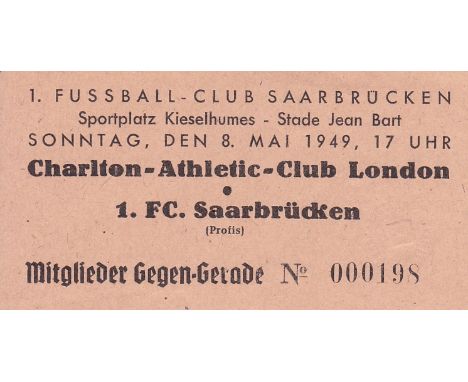 1. FUSSBALL-CLUB SAARBRÜCKEN
Sportplatz Kieselhumes - Stade Jean Bart
SONNTAG, DEN 8. MAI 1949, 17 UHR
Charlton-Athletic-Club London
•
1. FC. Saarbrücken
(Profis)
Mitglieder Gegen-Gerade No 000198